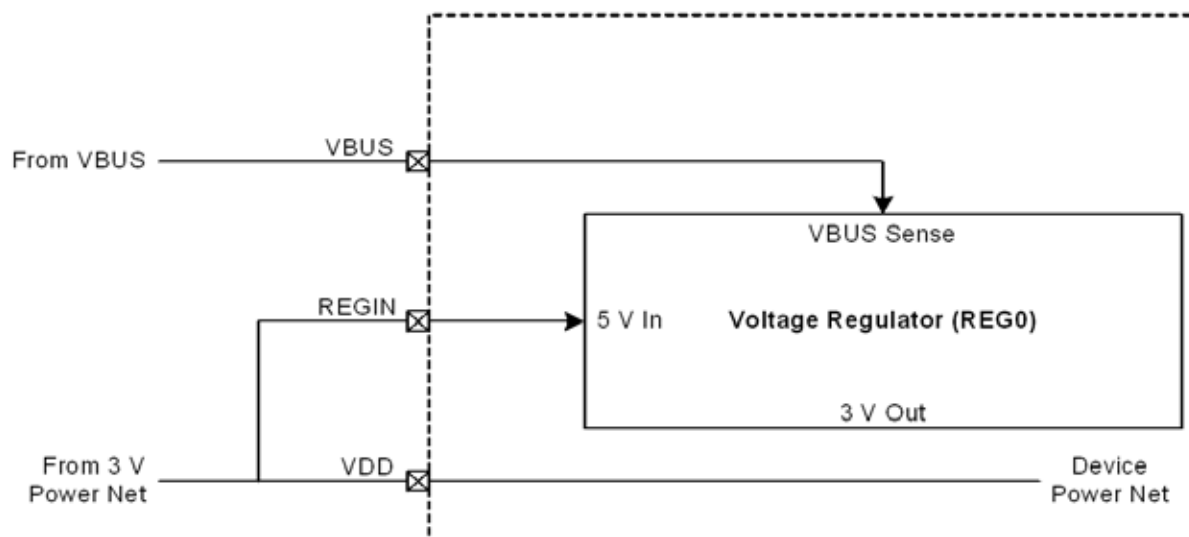 From VBUS
VBUS
VBUS Sense
REGIN
5 V In
Voltage Regulator (REG0)
3 V Out
From 3 V
Power Net
VDD
Device
Power Net